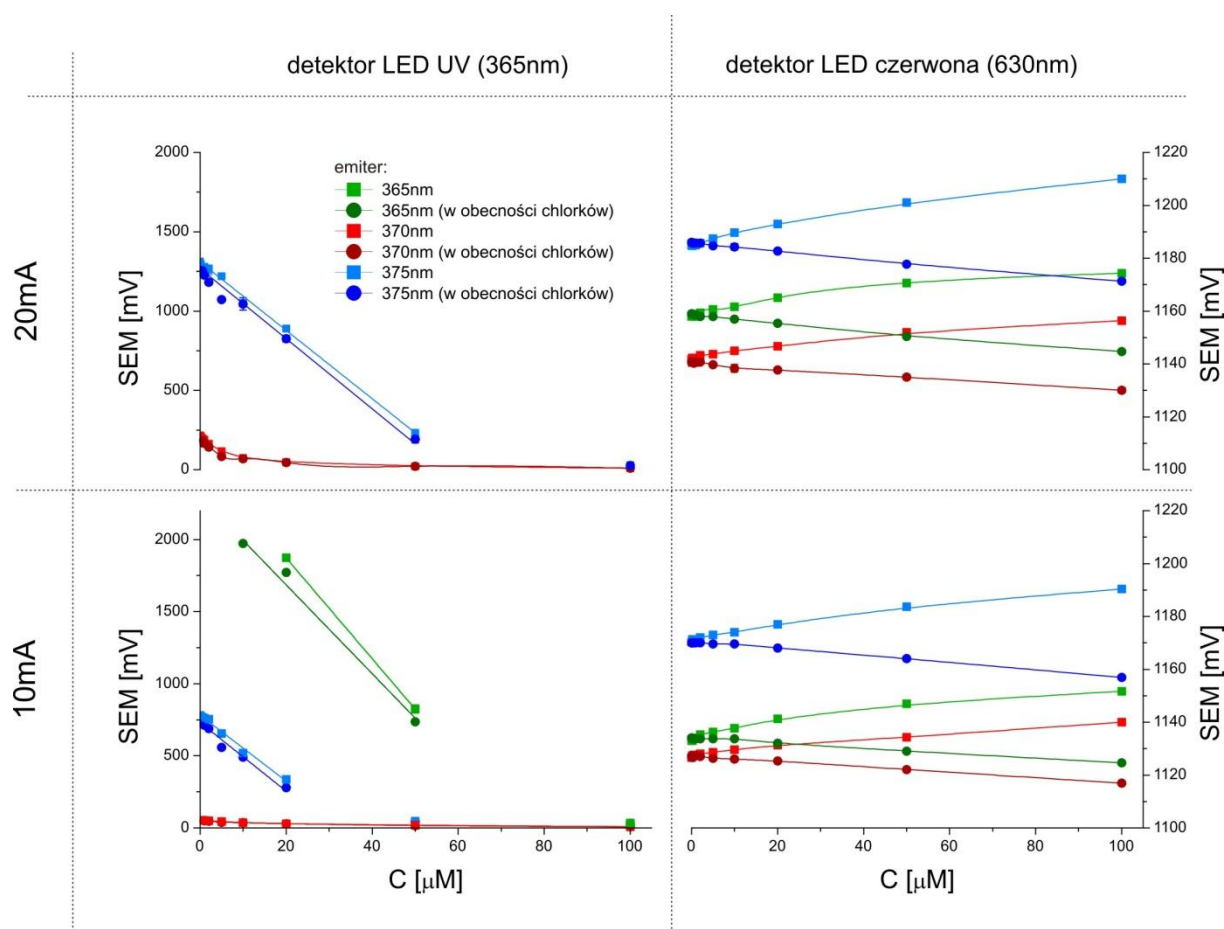 detektor LED UV (365nm)
detektor LED czerwona (630nm)
20mA
SEM [mV]
2000
1500
1000
500
0
emiter:
365nm
365nm (w obecności chlorków)
370nm
370nm (w obecności chlorków)
375nm
375nm (w obecności chlorków)
1220
1200
1180
1160
1140
1120
1100
SEM [mV]
10mA
SEM [mV]
2000
1500
1000
500
0
0 20 40 60 80 100
C [μM]
1220
1200
1180
1160
1140
1120
1100
SEM [mV]
0 20 40 60 80 100
C [μM]